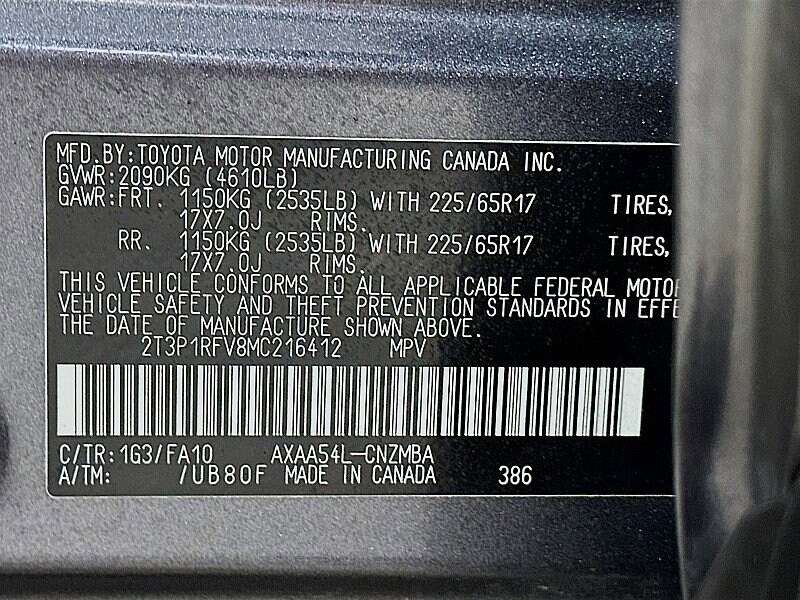 MFD.BY:TOYOTA MOTOR MANUFACTURING CANADA INC.
GVWR:2090KG (4610LB)
GAWR:FRT. 1150KG (2535LB) WITH 225/65R17 TIRES,
17X7.0J RIMS.
RR. 1150KG (2535LB) WITH 225/65R17 TIRES,
17X7.0J RIMS.
THIS VEHICLE CONFORMS TO ALL APPLICABLE FEDERAL MOTO
VEHICLE SAFETY AND THEFT PREVENTION STANDARDS IN EFFE
THE DATE OF MANUFACTURE SHOWN ABOVE.
2T3P1RFV8MC216412 MPV
C/TR:1G3/FA10 AXAA54L-CNZMBA
A/TM: /UB80F MADE IN CANADA 386